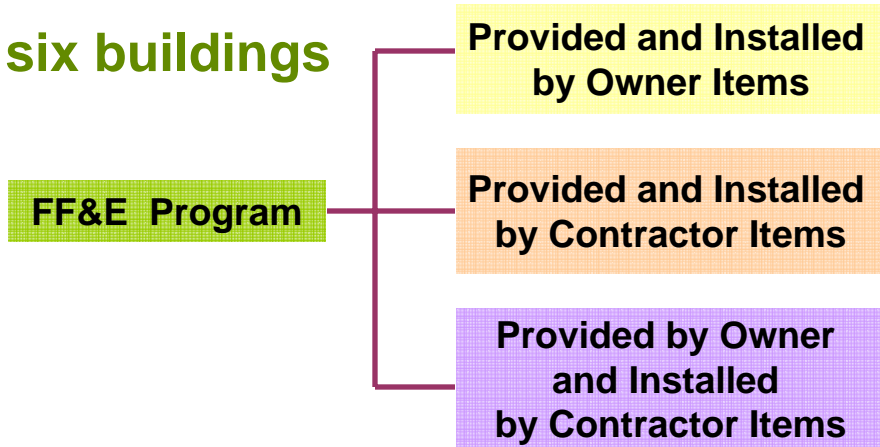 six buildings
FF&E Program
Provided and Installed
by Owner Items
Provided and Installed
by Contractor Items
Provided by Owner
and Installed
by Contractor Items